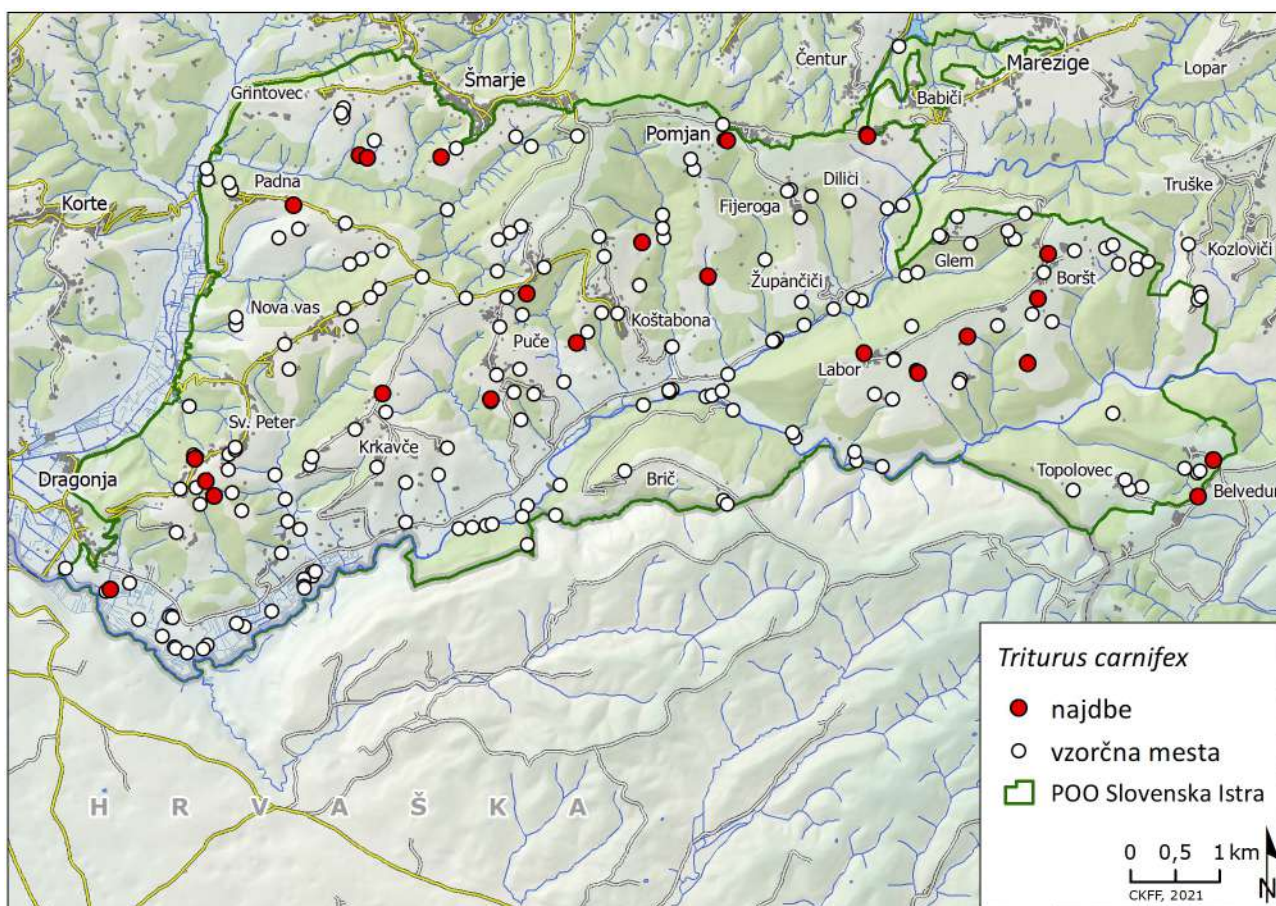 Čentur
Marezige
Lopar
Šmarje
Grintovec
Babiči
Pomjan
Truške
Padna
Dilići
Korte
Fijeroga
Kozloviči
Glem
Župančiči
Boršt
Nova vas
Koštabona
Puče
Labor
Sv. Peter
Krkavče
Dragonja
Brič
Topolovec
Belvedur
HRVAŠKA
Triturus carnifex
najdbe
vzorčna mesta
POO Slovenska Istra
0 0,5 1 km
CKFF, 2021
N